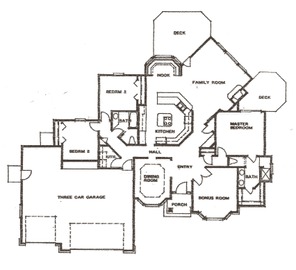 DECK
NOOK
FAMILY ROOM
BEDRM 3
DECK
BATH
KITCHEN
MASTER
BEDROOM
BEDRM 2
HALL
UTIL
ENTRY
DINING
ROOM
BATH
THREE CAR GARAGE
PORCH
BONUS ROOM